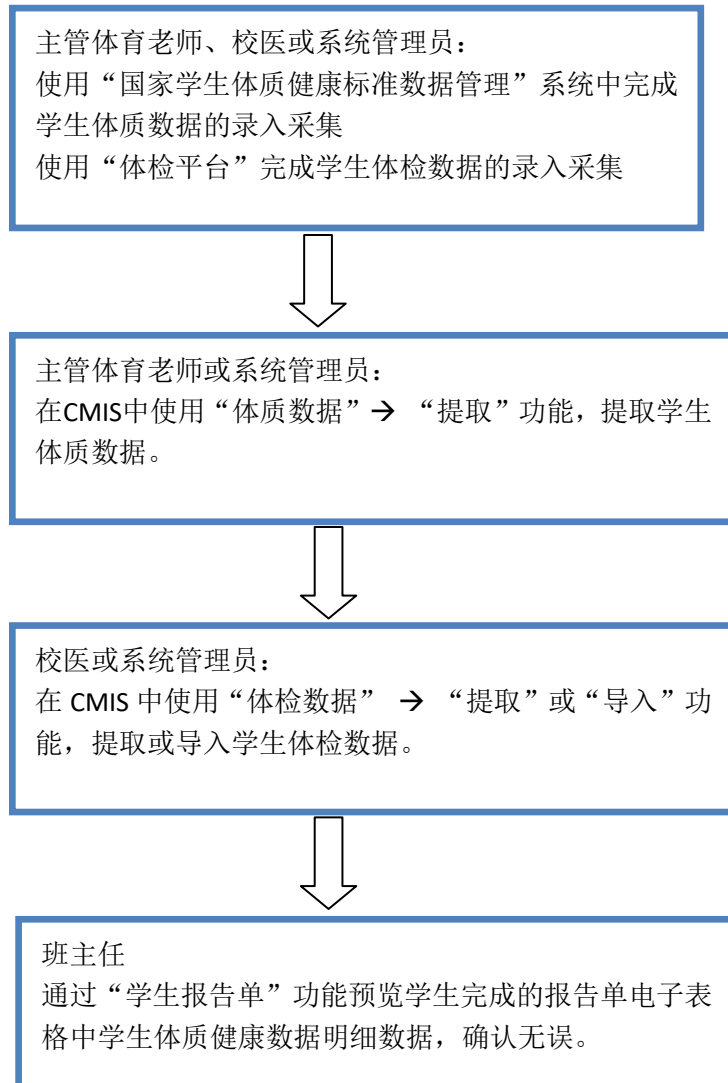 主管体育老师、校医或系统管理员：
使用“国家学生体质健康标准数据管理”系统中完成
学生体质数据的录入采集
使用“体检平台”完成学生体检数据的录入采集
主管体育老师或系统管理员：
在CMIS中使用“体质数据”→ “提取”功能，提取学生
体质数据。
校医或系统管理员：
在 CMIS 中使用“体检数据” → “提取”或“导入”功
能，提取或导入学生体检数据。
班主任
通过“学生报告单”功能预览学生完成的报告单电子表
格中学生体质健康数据明细数据，确认无误。